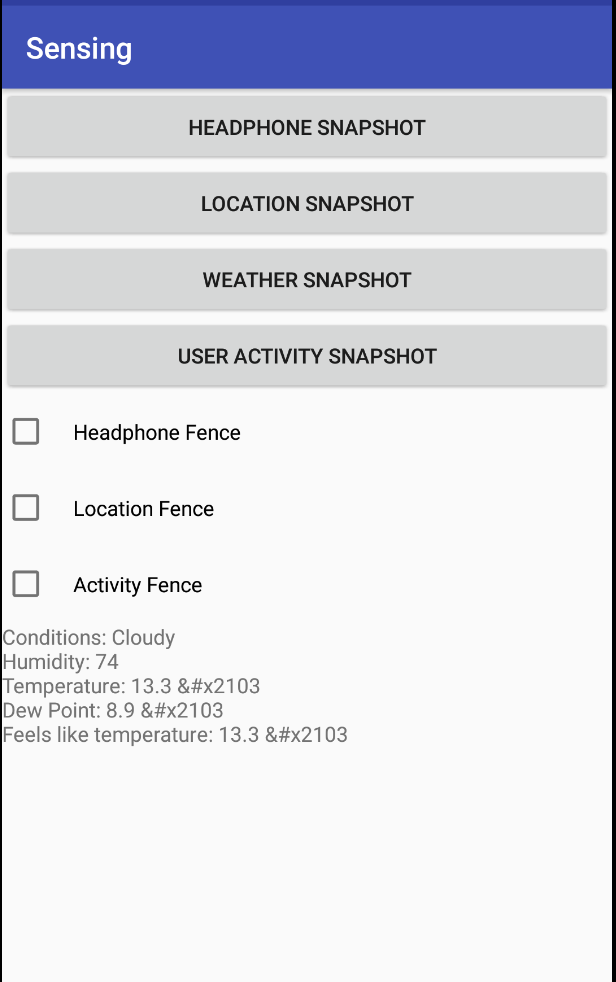 Sensing
HEADPHONE SNAPSHOT
LOCATION SNAPSHOT
WEATHER SNAPSHOT
USER ACTIVITY SNAPSHOT
Headphone Fence
Location Fence
Activity Fence
Conditions: Cloudy
Humidity: 74
Temperature: 13.3 &#x2103
Dew Point: 8.9 &#x2103
Feels like temperature: 13.3 &#x2103